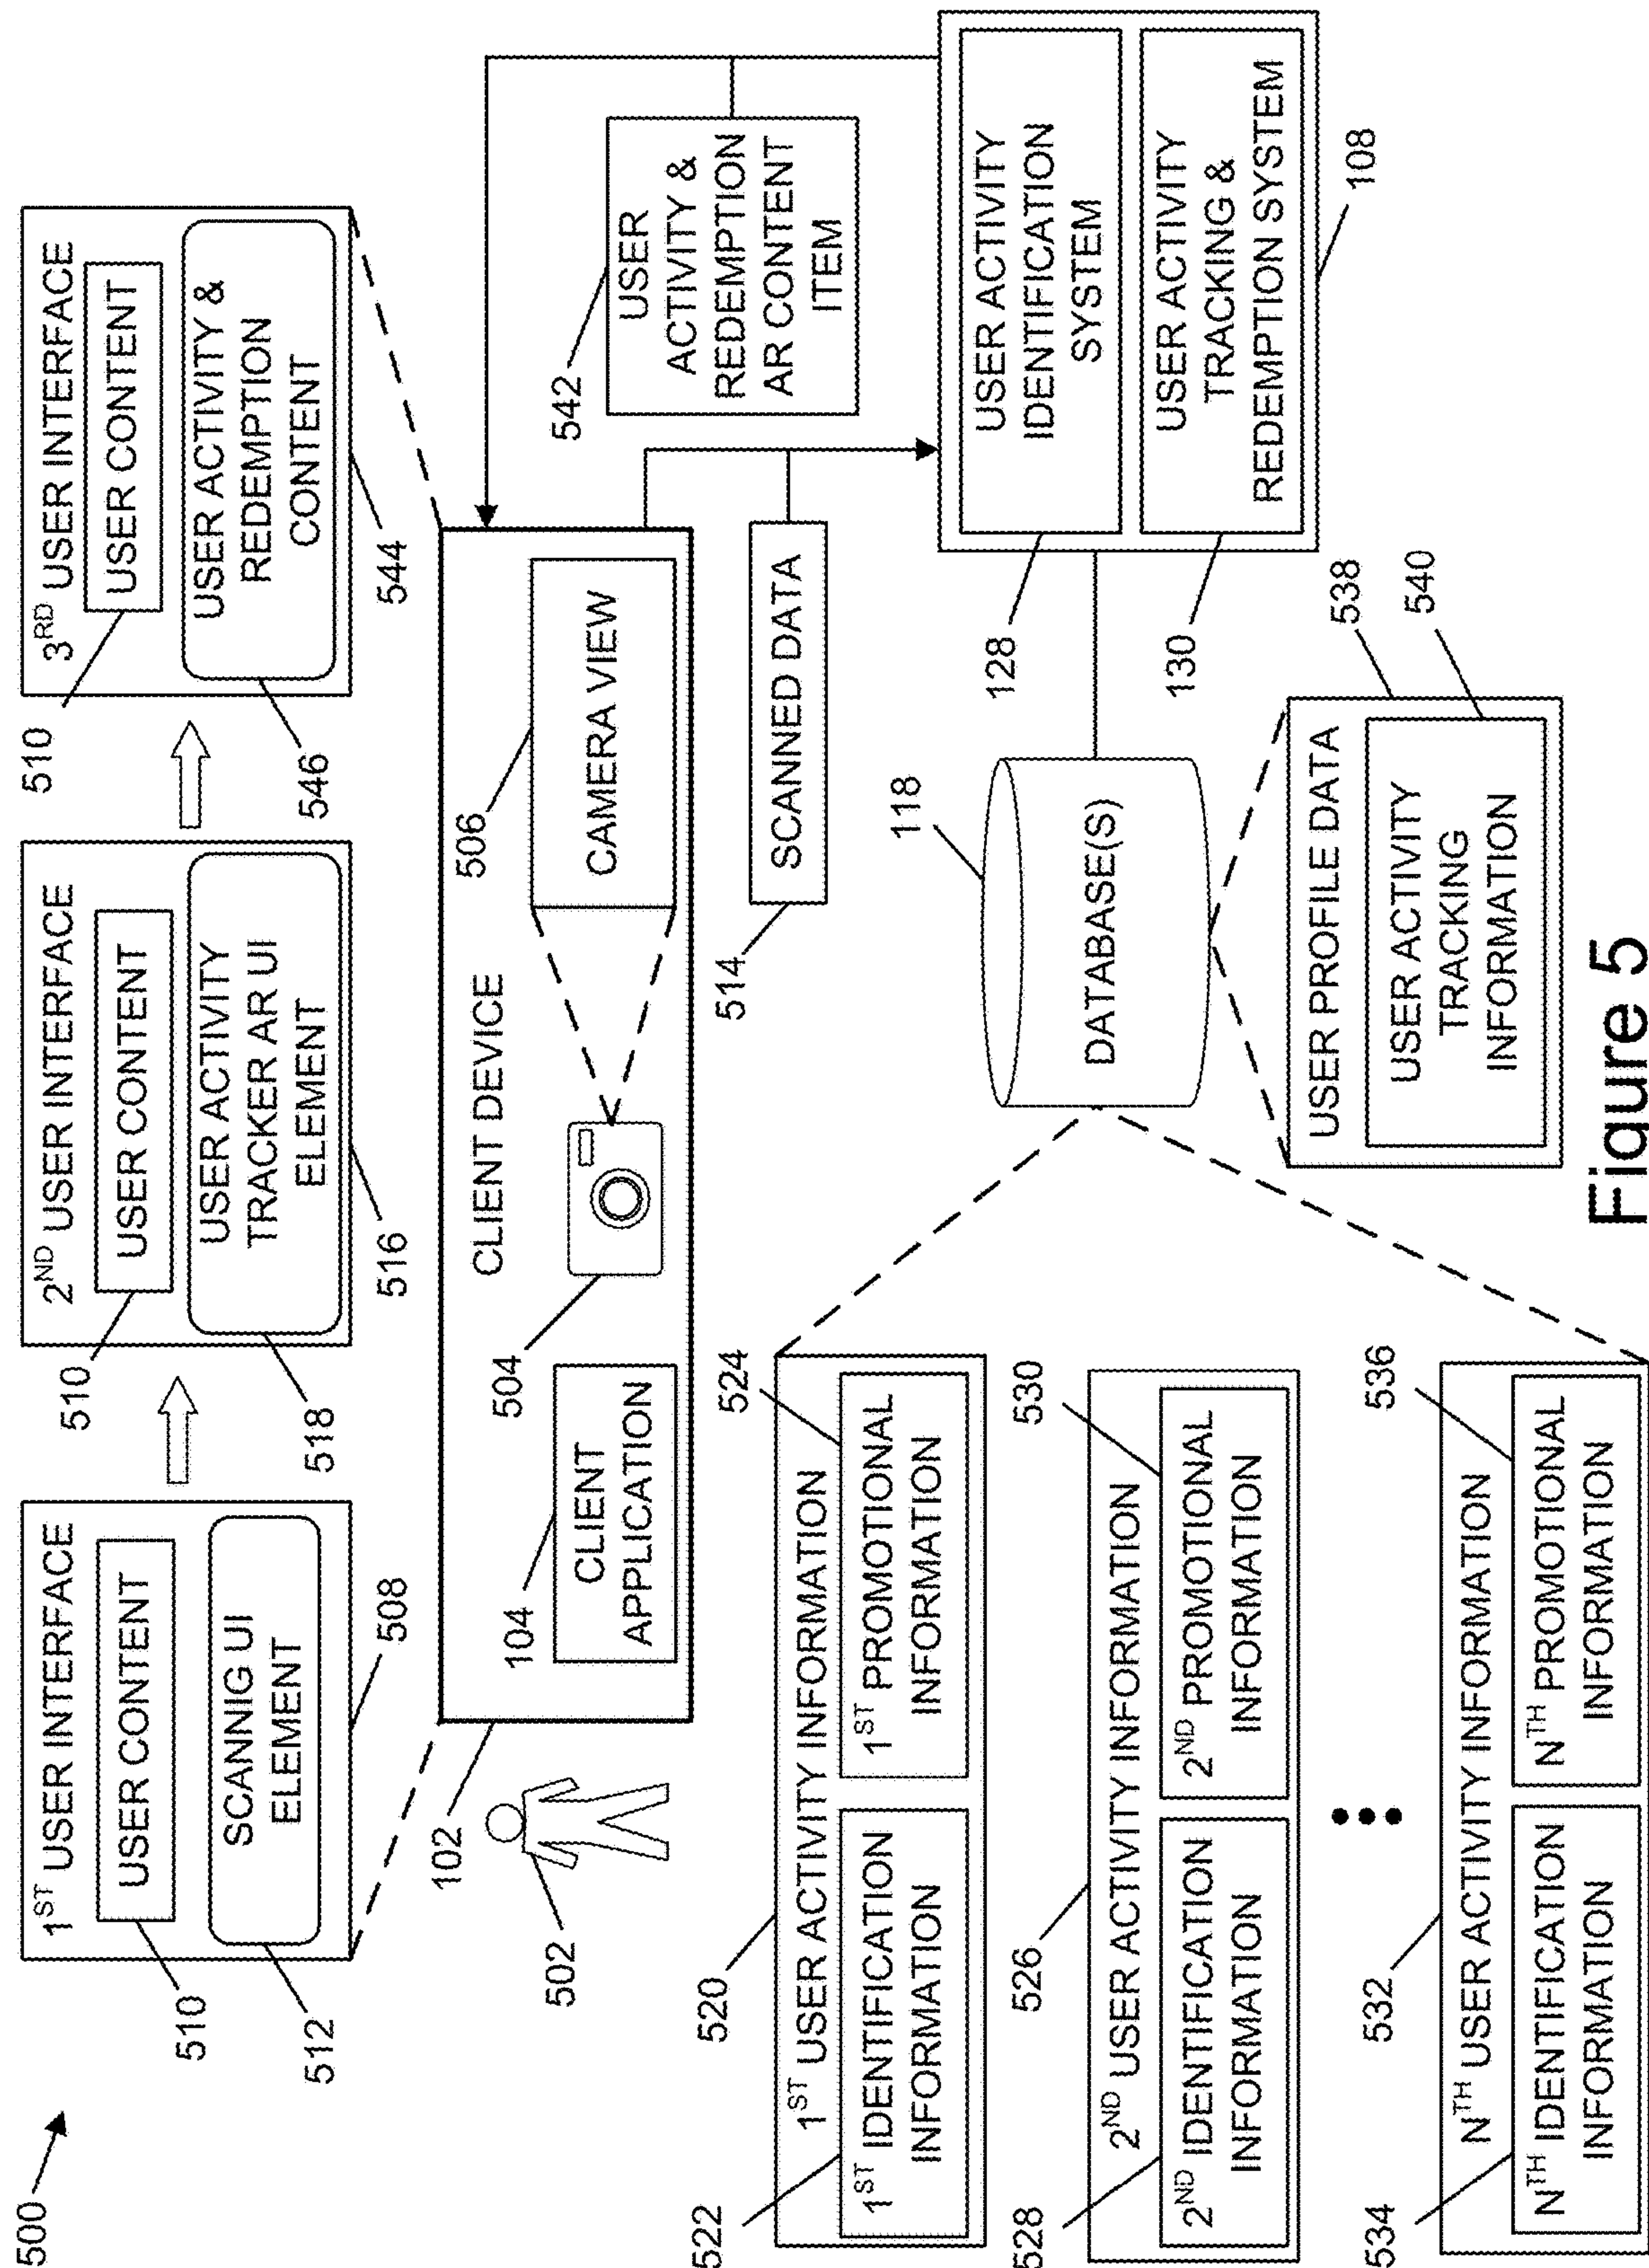 500
1ST USER INTERFACE
USER CONTENT
SCANNIG UI
ELEMENT
510
512
508
2ND USER INTERFACE
USER CONTENT
USER ACTIVITY
TRACKER AR UI
ELEMENT
510
518
516
3RD USER INTERFACE
USER CONTENT
USER ACTIVITY &
REDEMPTION
CONTENT
510
546
544
502
102
CLIENT DEVICE
104
CLIENT
APPLICATION
504
506
CAMERA VIEW
542
USER
ACTIVITY &
REDEMPTION
AR CONTENT
ITEM
514
SCANNED DATA
520
1ST USER ACTIVITY INFORMATION
522
1ST IDENTIFICATION
INFORMATION
524
1ST PROMOTIONAL
INFORMATION
526
2ND USER ACTIVITY INFORMATION
528
2ND IDENTIFICATION
INFORMATION
530
2ND PROMOTIONAL
INFORMATION
532
NTH USER ACTIVITY INFORMATION
534
NTH IDENTIFICATION
INFORMATION
536
NTH PROMOTIONAL
INFORMATION
118
DATABASE(S)
128
USER ACTIVITY
IDENTIFICATION
SYSTEM
130
USER ACTIVITY
TRACKING &
REDEMPTION SYSTEM
108
538
USER PROFILE DATA
540
USER ACTIVITY
TRACKING
INFORMATION
Figure 5